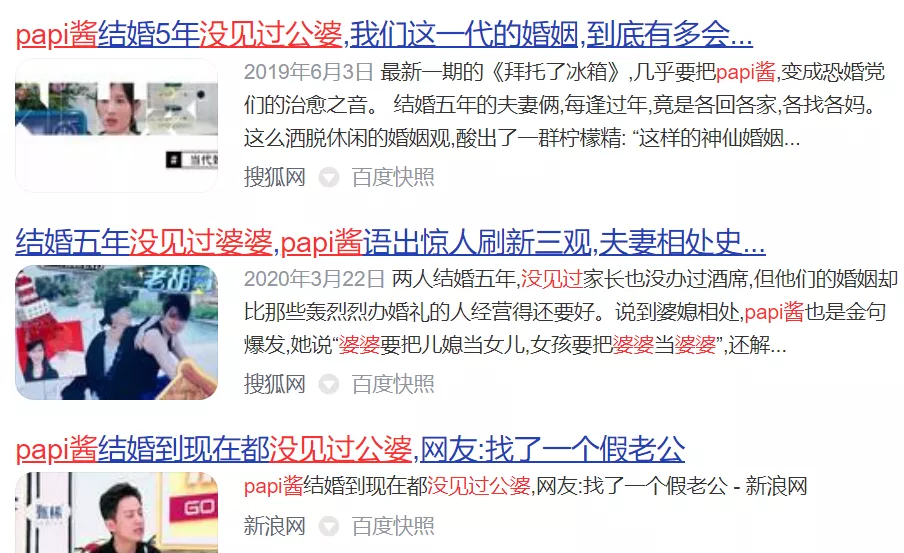 papi酱结婚5年没见过公婆,我们这一代的婚姻,到底有多会...
2019年6月3日 最新一期的《拜托了冰箱》,几乎要把papi酱,变成恐婚党
们的治愈之音。 结婚五年的夫妻俩,每逢过年,竟是各回各家,各找各妈。
这么洒脱休闲的婚姻观,酸出了一群柠檬精: “这样的神仙婚姻...
# 当代
搜狐网 百度快照
结婚五年没见过婆婆,papi酱语出惊人刷新三观,夫妻相处史...
老胡
2020年3月22日 两人结婚五年,没见过家长也没办过酒席,但他们的婚姻却
比那些轰轰烈烈办婚礼的人经营得还要好。说到婆媳相处,papi酱也是金句
爆发,她说“婆婆要把儿媳当女儿,女孩要把婆婆当婆婆”,还解...
搜狐网 百度快照
papi酱结婚到现在都没见过公婆,网友:找了一个假老公
papi酱结婚到现在都没见过公婆,网友:找了一个假老公 - 新浪网
GO
新浪网 百度快照